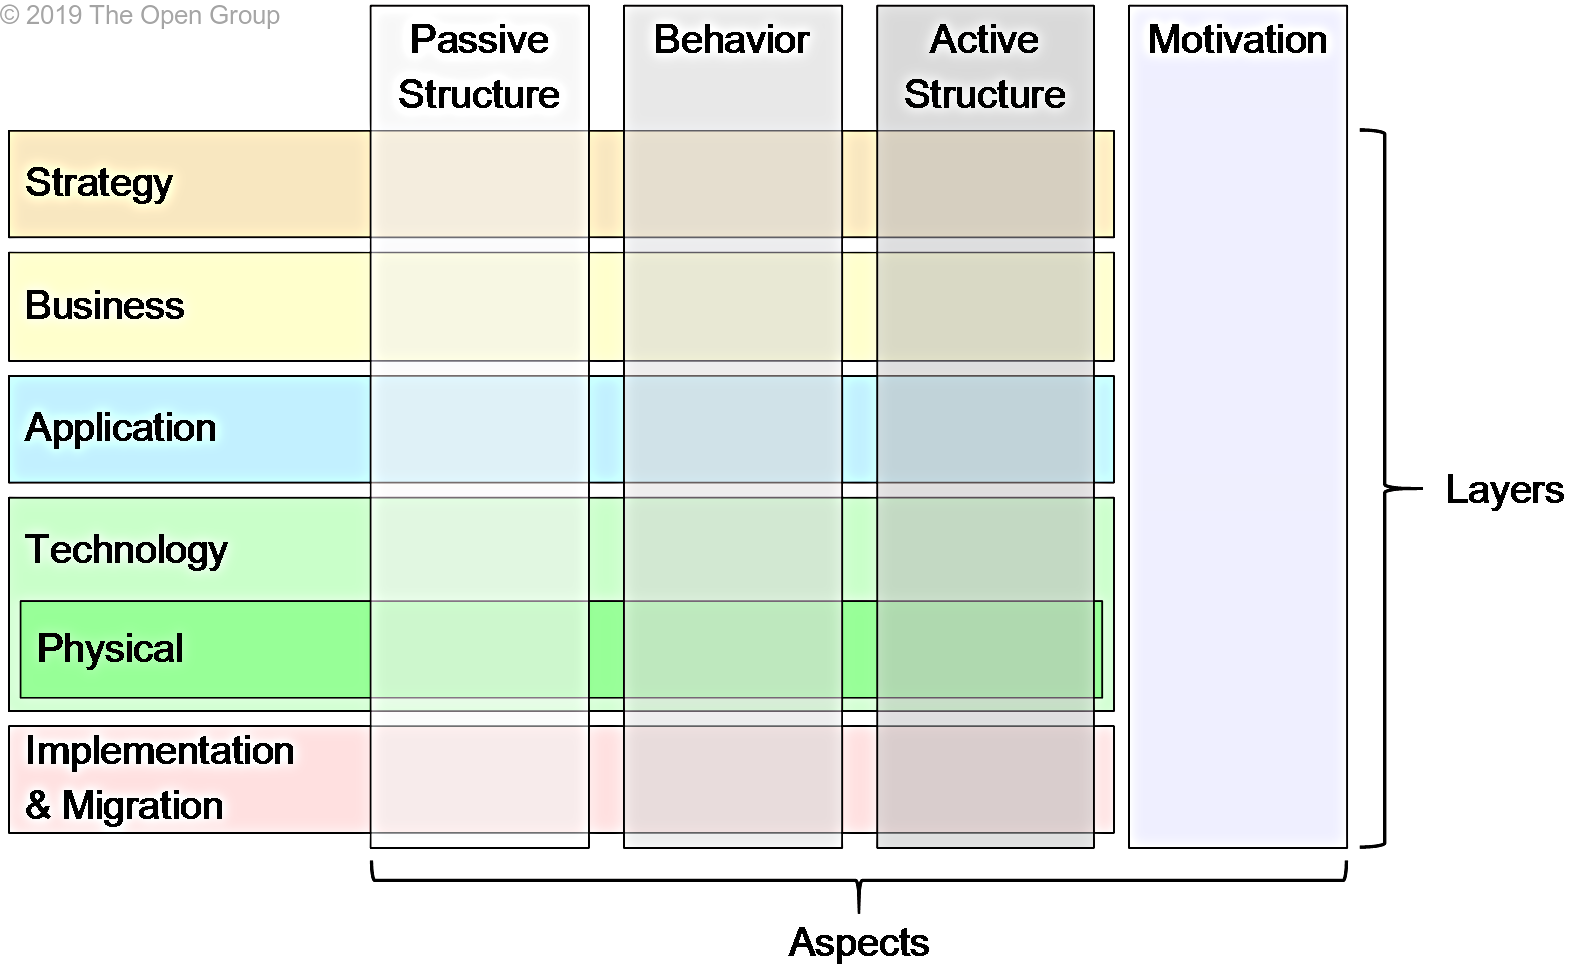 © 2019 The Open Group
Passive
Structure
Behavior
Active
Structure
Motivation
Strategy
Business
Application
Technology
Physical
Implementation
& Migration
Layers
Aspects